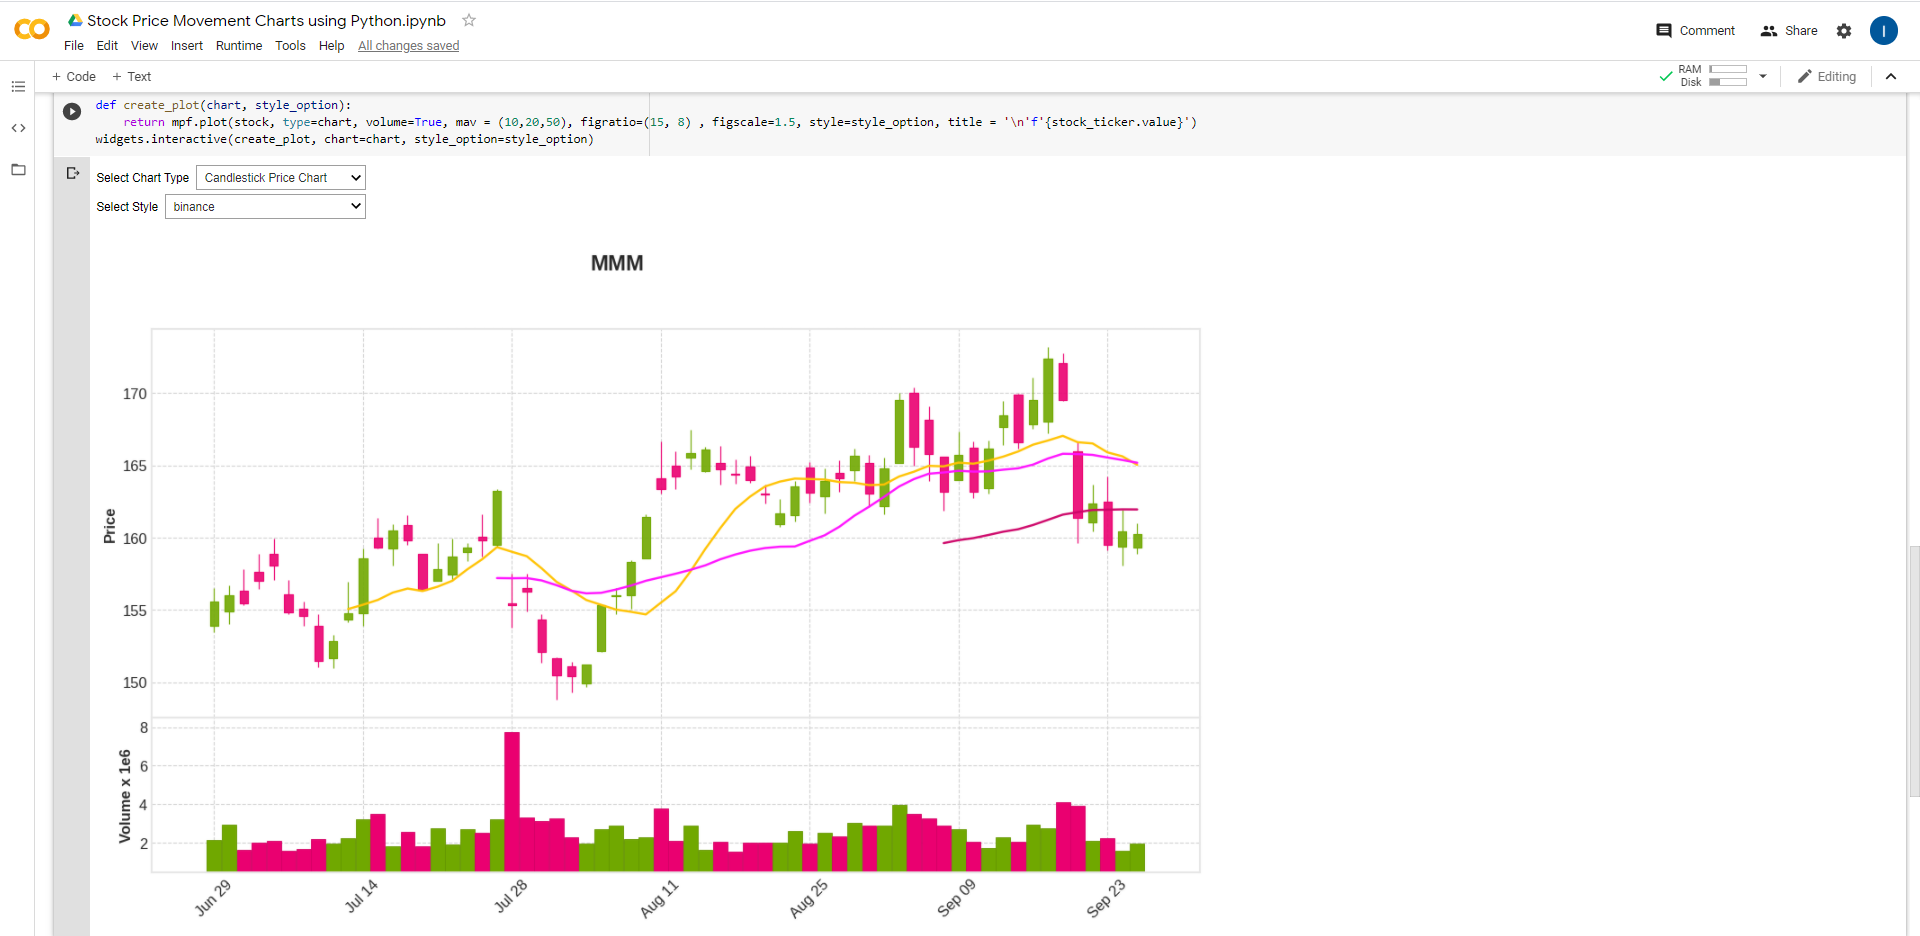 Stock Price Movement Charts using Python.ipynb
File Edit View Insert Runtime Tools Help All changes saved
Comment Share I
+ Code + Text
RAM
Disk
Editing
def create_plot(chart, style_option):
    return mpf.plot(stock, type=chart, volume=True, mav = (10,20,50), figratio=(15, 8) , figscale=1.5, style=style_option, title = '\n'f'{stock_ticker.value}')
widgets.interactive(create_plot, chart=chart, style_option=style_option)
Select Chart Type Candlestick Price Chart
Select Style binance
MMM
Price
170
165
160
155
150
Volume x 1e6
8
6
4
2
Jun 29 Jul 14 Jul 28 Aug 11 Aug 25 Sep 09 Sep 23